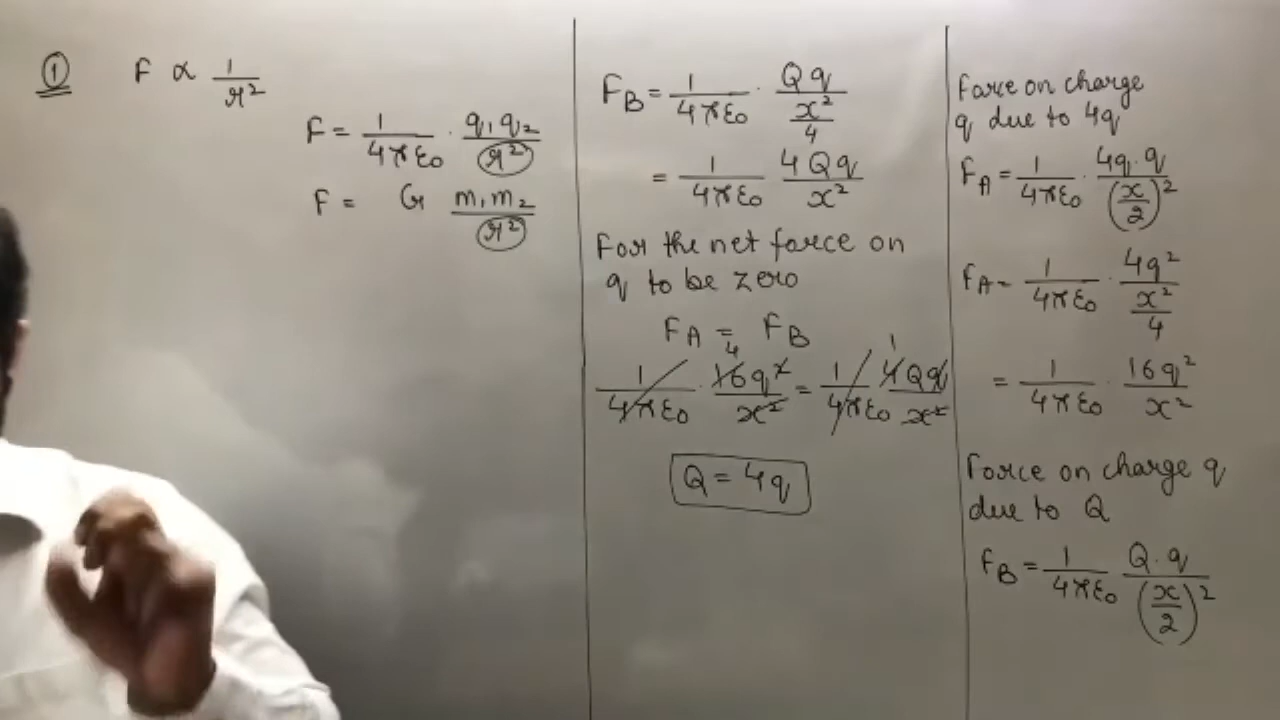 ① F ∝ 1/r²
F = 1/4πε₀ · q₁q₂/r²
F = G m₁m₂/r²
F_B = 1/4πε₀ · Qq/(x²/4)
= 1/4πε₀ 4Qq/x²
For the net force on
q to be zero
F_A = F_B
4 1
1/4πε₀ · 16q²/x² = 1/4πε₀ 4Qq/x²
Q = 4q
Force on charge
q due to 4q
F_A = 1/4πε₀ · 4q·q/(x/2)²
F_A = 1/4πε₀ · 4q²/(x²/4)
= 1/4πε₀ · 16q²/x²
Force on charge q
due to Q
F_B = 1/4πε₀ Q·q/(x/2)²